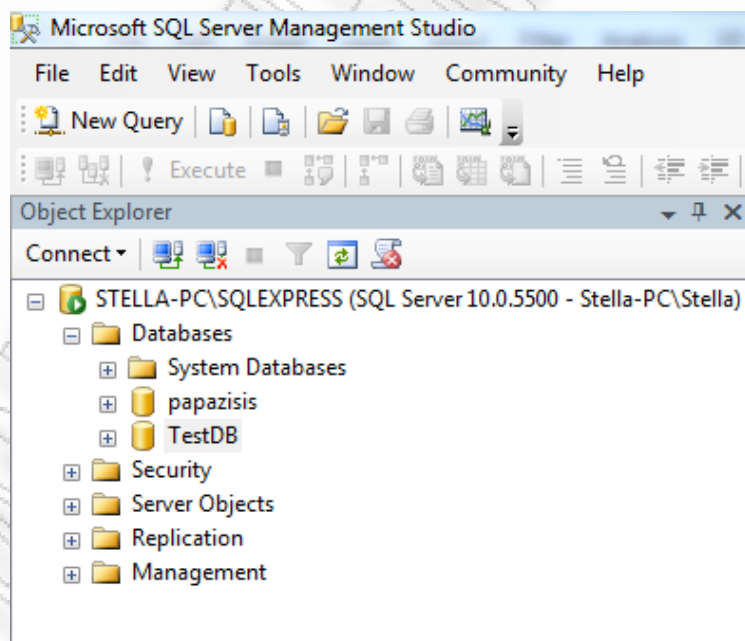 Microsoft SQL Server Management Studio
File Edit View Tools Window Community Help
New Query
Execute
Object Explorer
Connect
STELLA-PC\SQLEXPRESS (SQL Server 10.0.5500 - Stella-PC\Stella)
Databases
System Databases
papazisis
TestDB
Security
Server Objects
Replication
Management